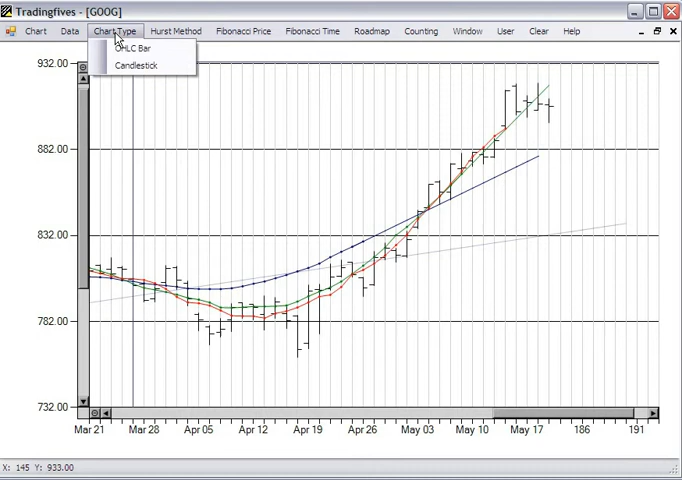 Tradingfives - [GOOG]
Chart Data Chart Type Hurst Method Fibonacci Price Fibonacci Time Roadmap Counting Window User Clear Help
OHLC Bar
Candlestick
932.00
882.00
832.00
782.00
732.00
Mar 21 Mar 28 Apr 05 Apr 12 Apr 19 Apr 26 May 03 May 10 May 17 186 191
X: 145 Y: 933.00